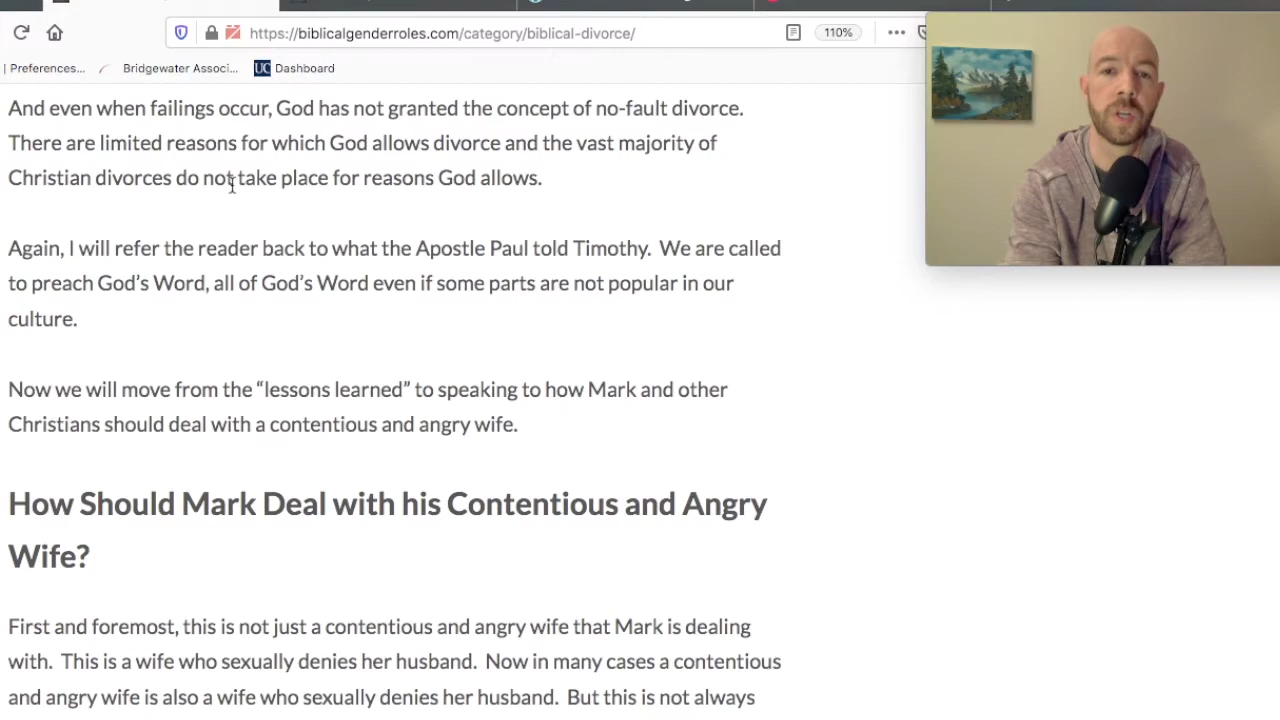 https://biblicalgenderroles.com/category/biblical-divorce/
110%
Preferences...
Bridgewater Associ...
UC Dashboard
And even when failings occur, God has not granted the concept of no-fault divorce.
There are limited reasons for which God allows divorce and the vast majority of
Christian divorces do not take place for reasons God allows.
Again, I will refer the reader back to what the Apostle Paul told Timothy.  We are called
to preach God’s Word, all of God’s Word even if some parts are not popular in our
culture.
Now we will move from the “lessons learned” to speaking to how Mark and other
Christians should deal with a contentious and angry wife.
How Should Mark Deal with his Contentious and Angry
Wife?
First and foremost, this is not just a contentious and angry wife that Mark is dealing
with.  This is a wife who sexually denies her husband.  Now in many cases a contentious
and angry wife is also a wife who sexually denies her husband.  But this is not always